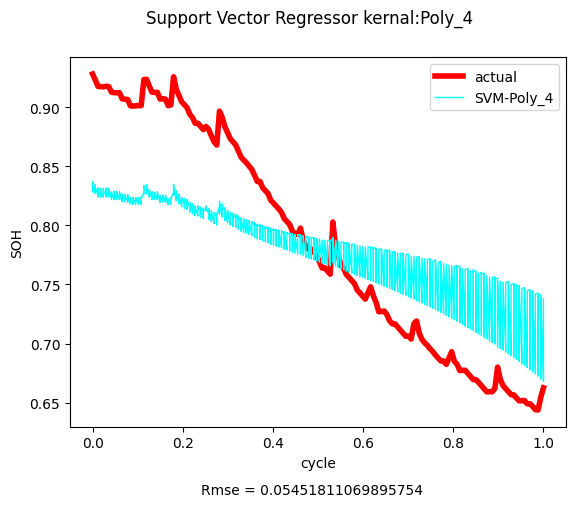 Support Vector Regressor kernal:Poly_4
actual
SVM-Poly_4
0.90
0.85
0.80
0.75
0.70
0.65
SOH
0.0 0.2 0.4 0.6 0.8 1.0
cycle
Rmse = 0.05451811069895754